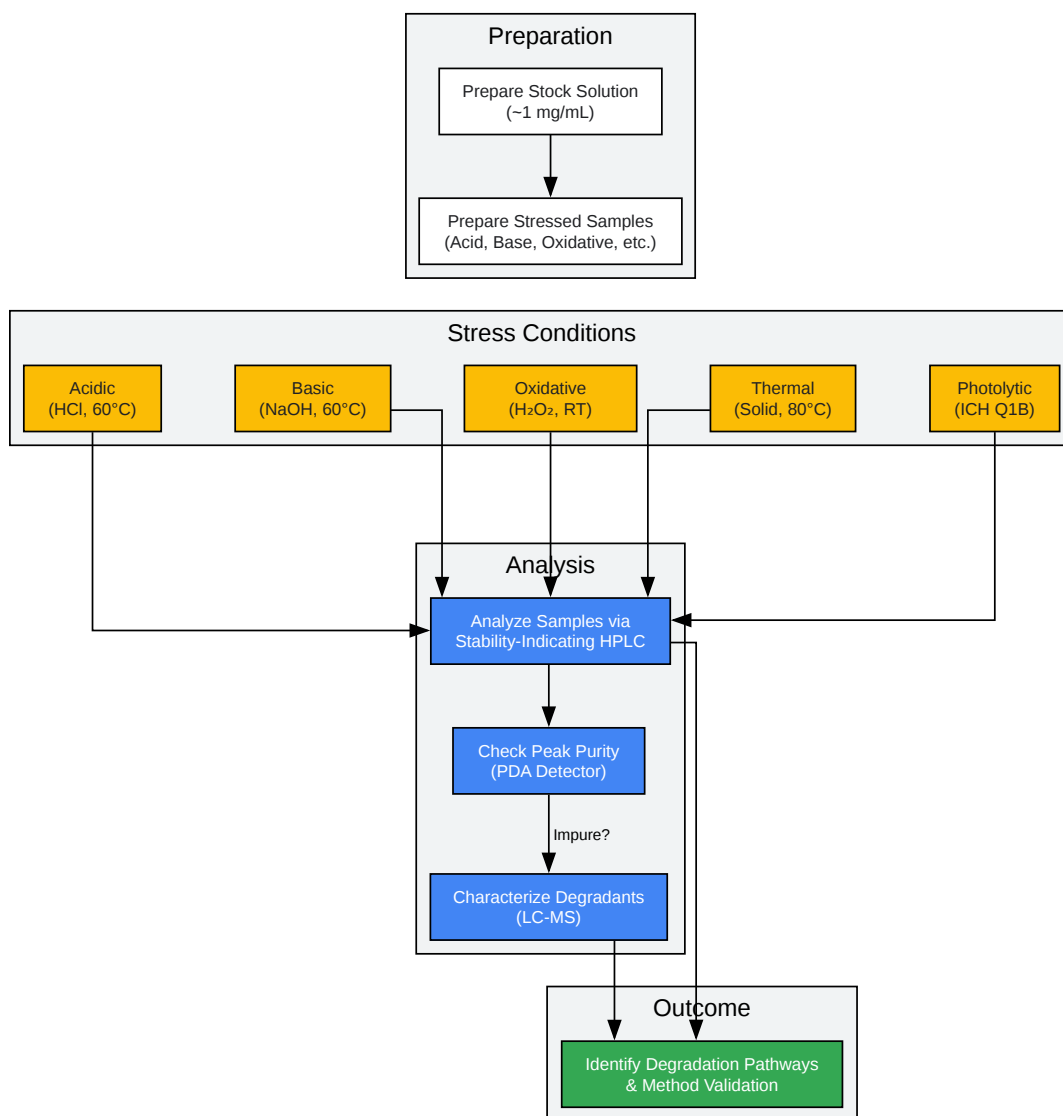 Preparation
Prepare Stock Solution
(~1 mg/mL)
Prepare Stressed Samples
(Acid, Base, Oxidative, etc.)
Stress Conditions
Acidic
(HCl, 60°C)
Basic
(NaOH, 60°C)
Oxidative
(H₂O₂, RT)
Thermal
(Solid, 80°C)
Photolytic
(ICH Q1B)
Analysis
Analyze Samples via
Stability-Indicating HPLC
Check Peak Purity
(PDA Detector)
Impure?
Characterize Degradants
(LC-MS)
Outcome
Identify Degradation Pathways
& Method Validation